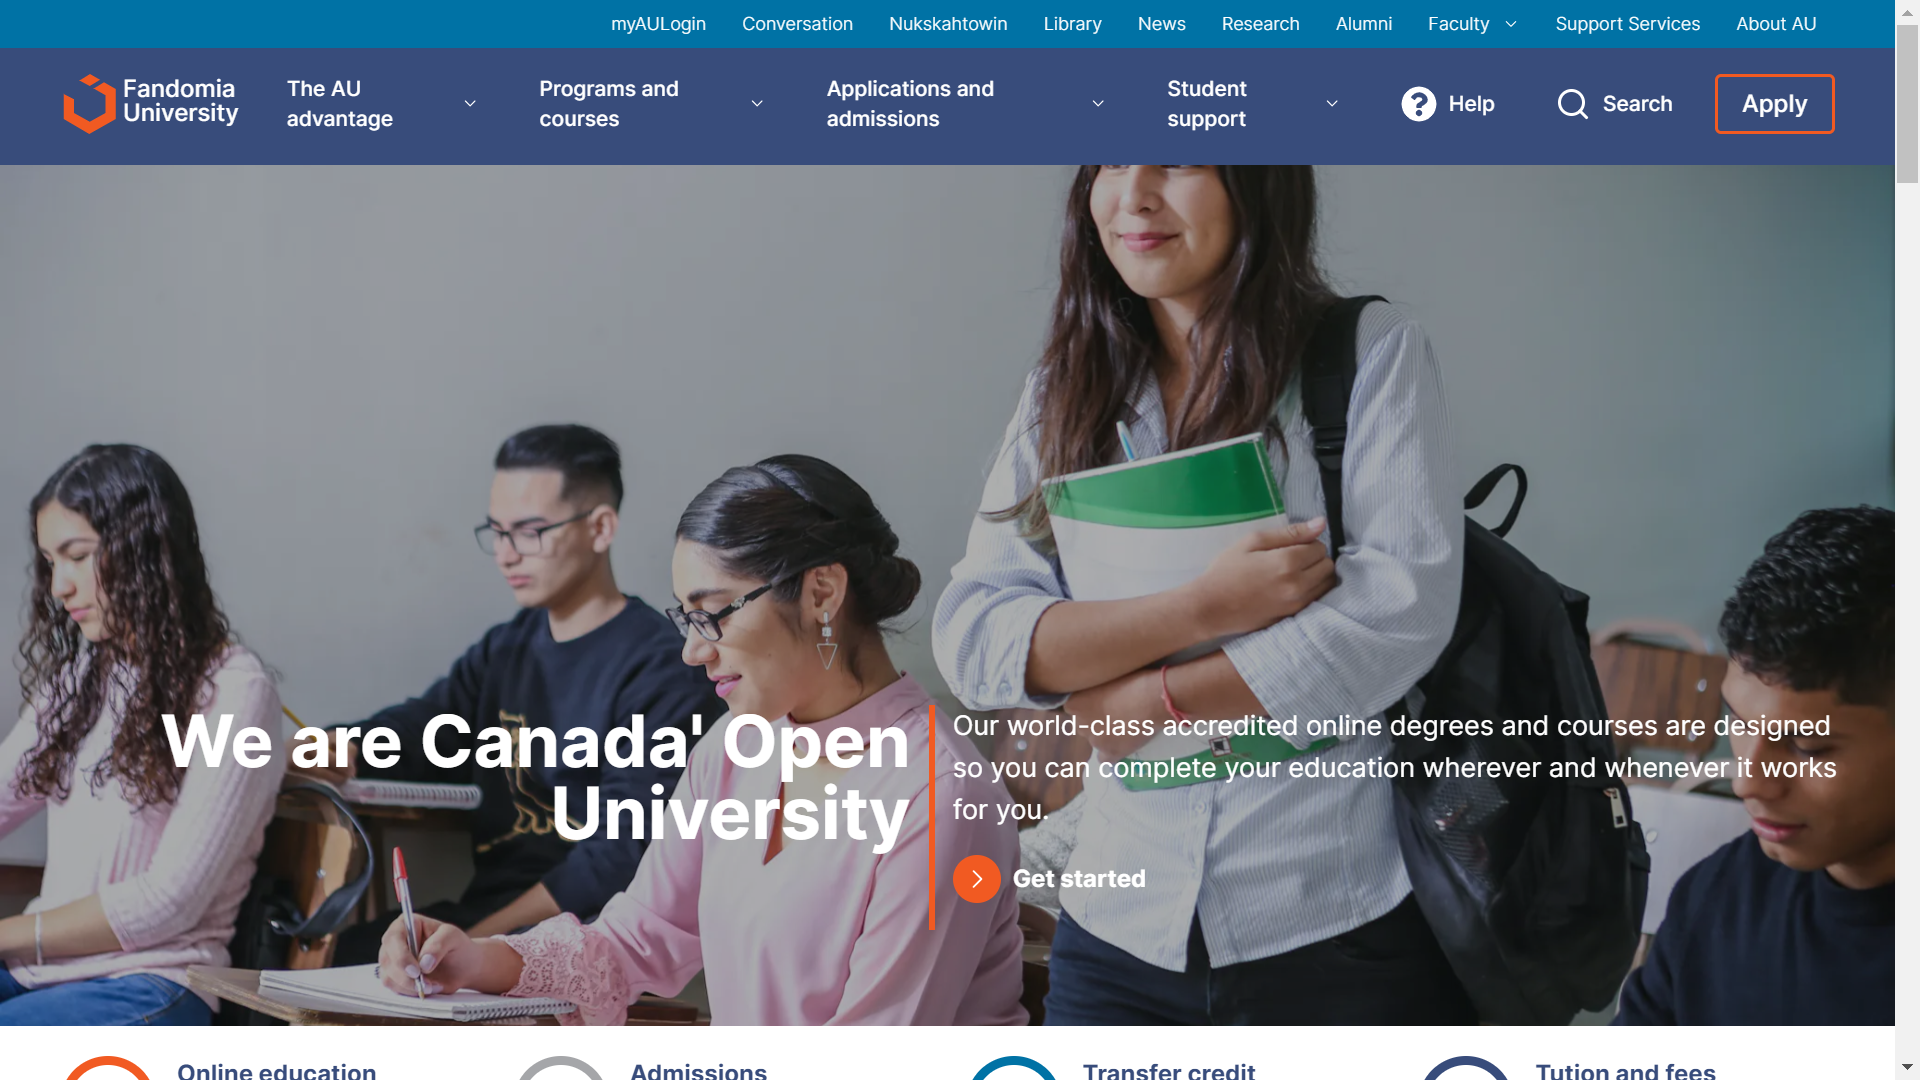 myAULogin Conversation Nukskahtowin Library News Research Alumni Faculty Support Services About AU
Fandomia
University
The AU
advantage
Programs and
courses
Applications and
admissions
Student
support
Help
Search
Apply
We are Canada' Open
University
Our world-class accredited online degrees and courses are designed
so you can complete your education wherever and whenever it works
for you.
Get started
Online education
Admissions
Transfer credit
Tution and fees